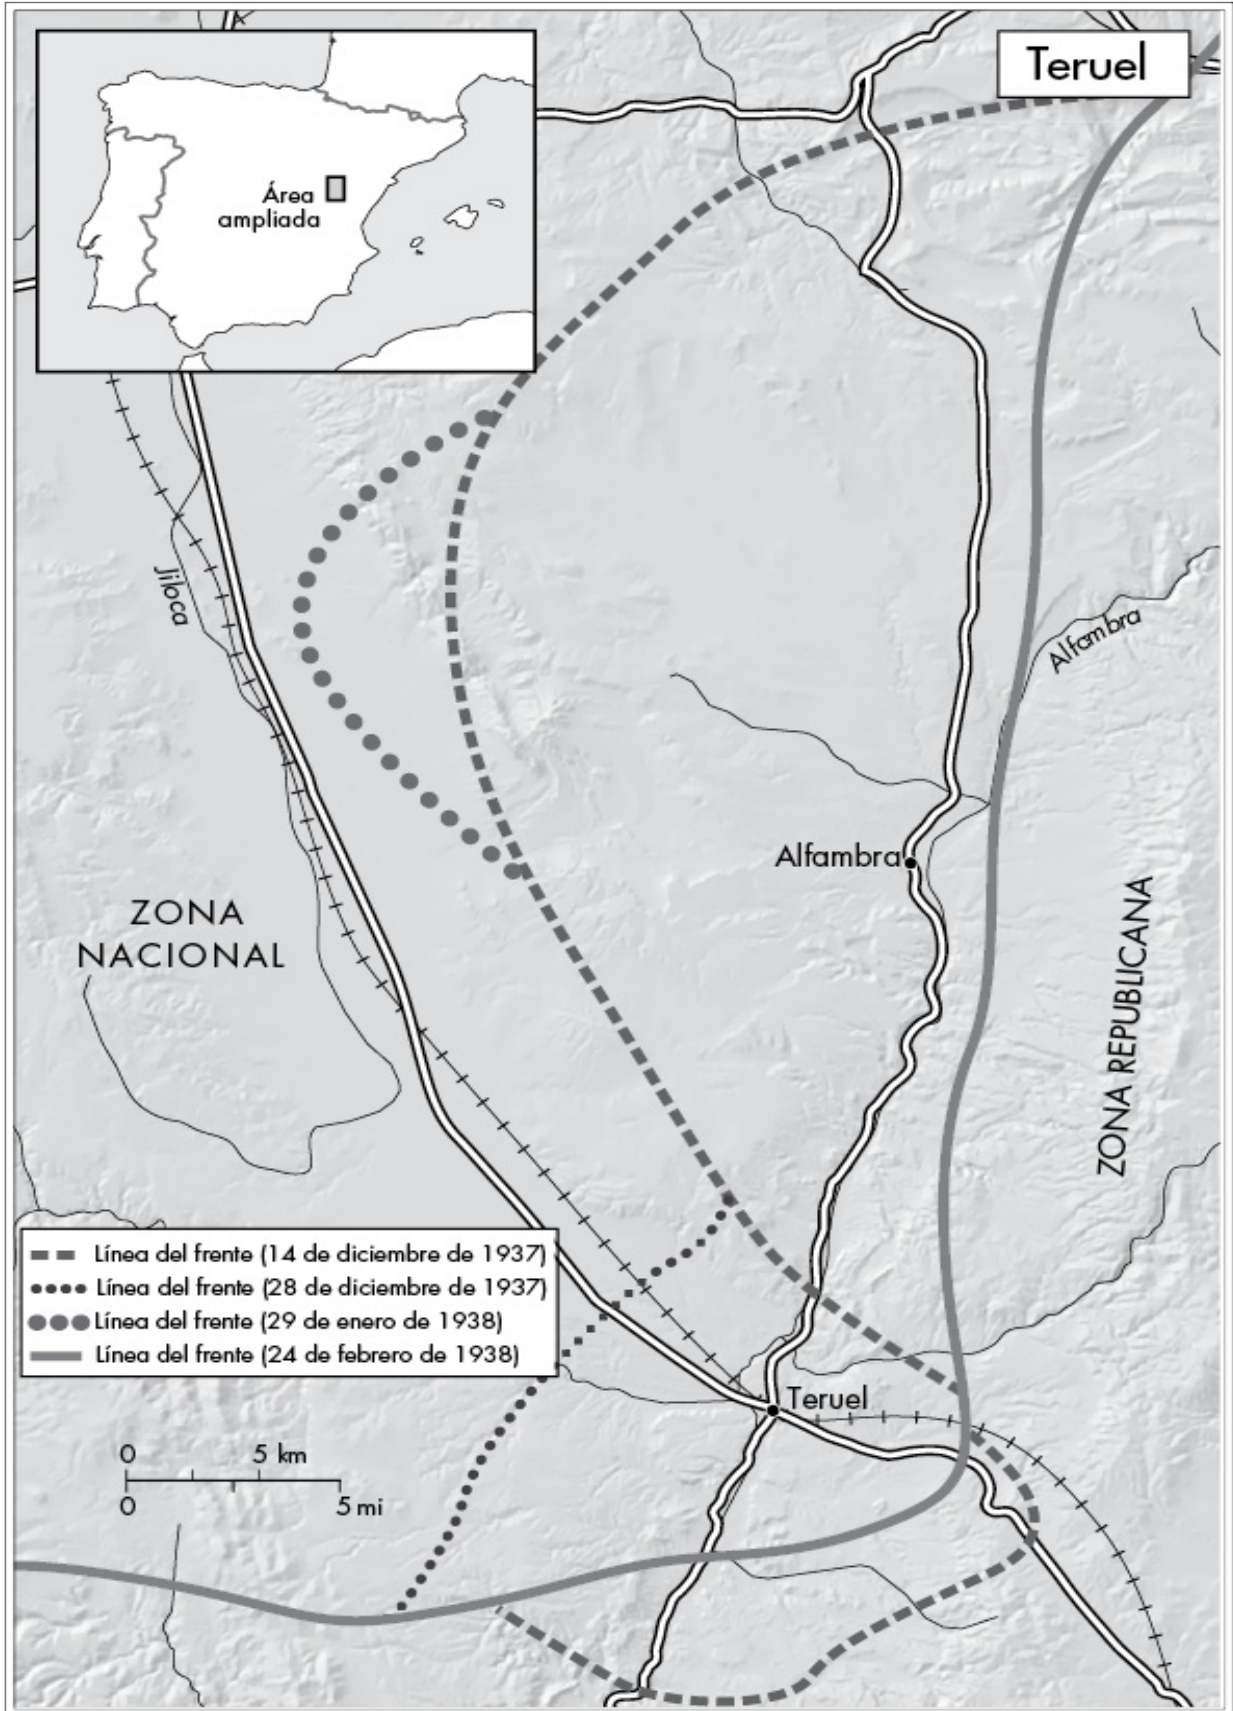 Teruel
Área
ampliada
Jiloca
Alfambra
Alfambra
ZONA
NACIONAL
ZONA REPUBLICANA
Línea del frente (14 de diciembre de 1937)
Línea del frente (28 de diciembre de 1937)
Línea del frente (29 de enero de 1938)
Línea del frente (24 de febrero de 1938)
Teruel
0 5 km
0 5 mi